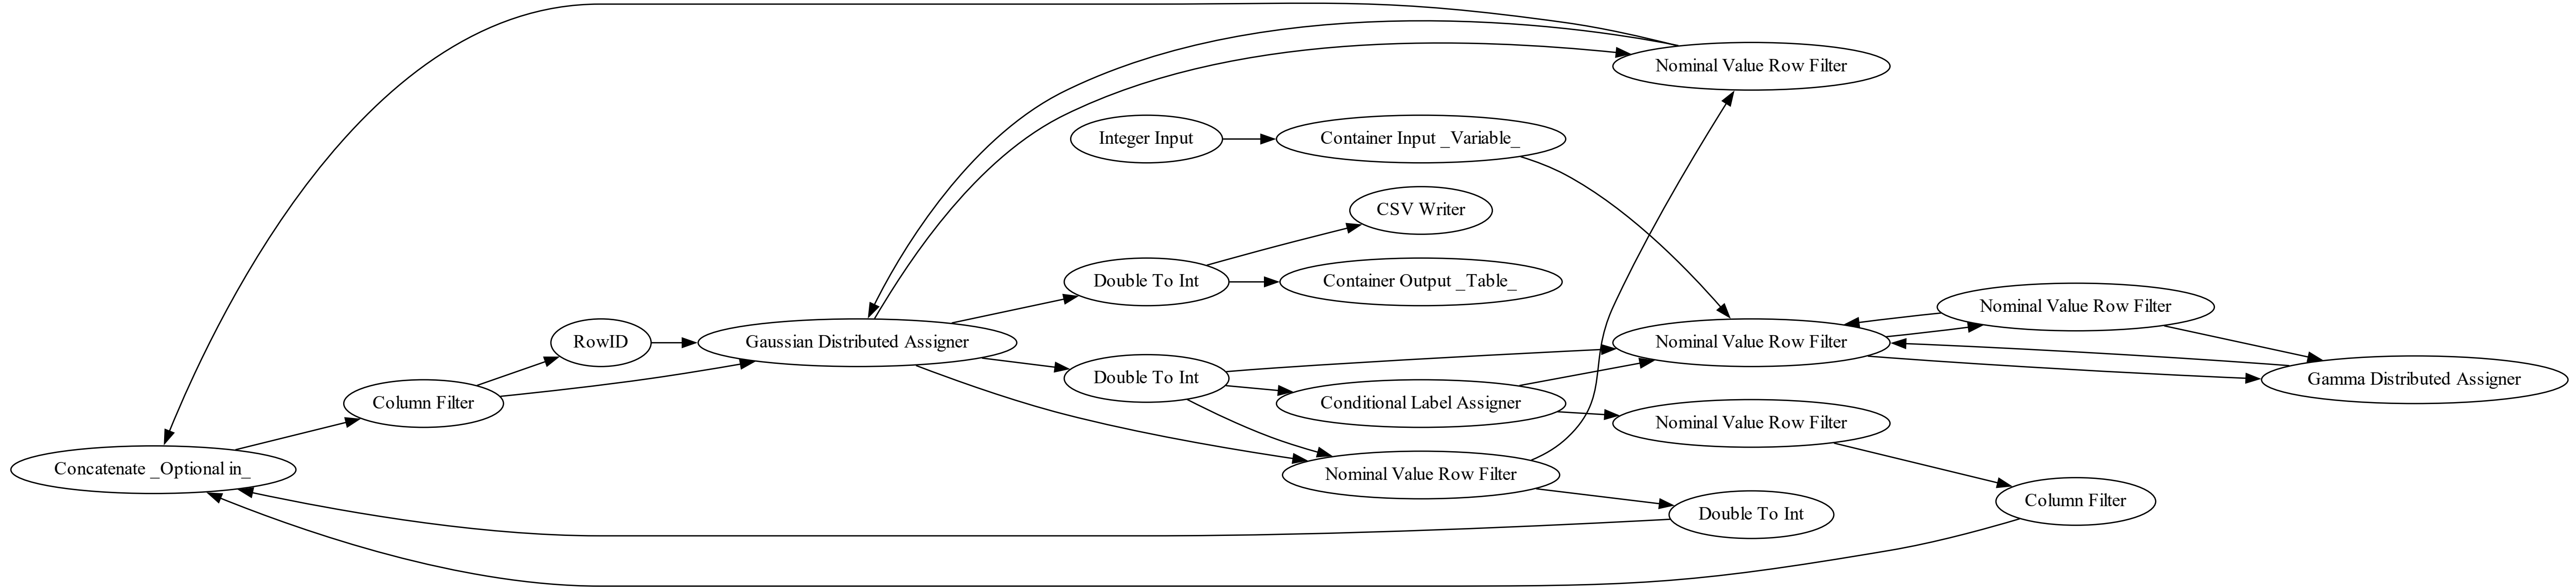 Nominal Value Row Filter
Integer Input
Container Input _Variable_
CSV Writer
Double To Int
Container Output _Table_
Nominal Value Row Filter
RowID
Gaussian Distributed Assigner
Nominal Value Row Filter
Double To Int
Gamma Distributed Assigner
Column Filter
Conditional Label Assigner
Nominal Value Row Filter
Concatenate _Optional in_
Nominal Value Row Filter
Column Filter
Double To Int